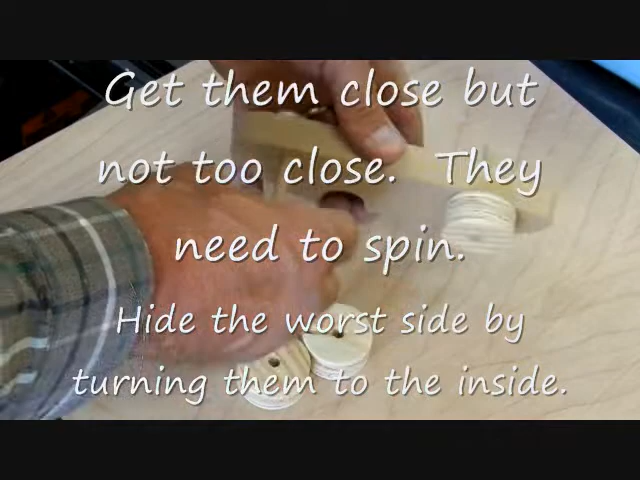 Get them close but
not too close. They
need to spin.
Hide the worst side by
turning them to the inside.